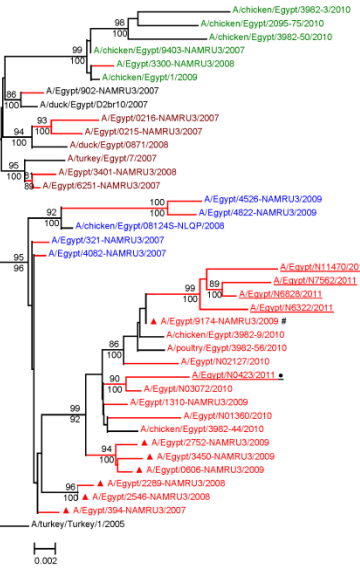 A/chicken/Egypt/3982-3/2010
98
A/chicken/Egypt/2095-75/2010
100
A/chicken/Egypt/3982-50/2010
99
A/chicken/Egypt/9403-NAMRU3/2007
100
A/Egypt/3300-NAMRU3/2008
A/chicken/Egypt/1/2009
86
A/Egypt/902-NAMRU3/2007
100
A/duck/Egypt/D2br10/2007
93
A/Egypt/0216-NAMRU3/2007
94
100
A/Egypt/0215-NAMRU3/2007
100
A/duck/Egypt/0871/2008
95
A/turkey/Egypt/7/2007
100
81
A/Egypt/3401-NAMRU3/2008
89
A/Egypt/6251-NAMRU3/2007
100
A/Egypt/4526-NAMRU3/2009
92
100
A/Egypt/4822-NAMRU3/2009
100
A/chicken/Egypt/08124S-NLQP/2008
A/Egypt/321-NAMRU3/2007
95
96
A/Egypt/4082-NAMRU3/2007
A/Egypt/N11470/201
99
89
A/Egypt/N7562/2011
100
100
A/Egypt/N6828/2011
A/Egypt/N6322/2011
A/Egypt/9174-NAMRU3/2009 #
A/chicken/Egypt/3982-9/2010
86
A/poultry/Egypt/3982-56/2010
100
A/Egypt/N02127/2010
90
A/Egypt/N0423/2011 •
100
A/Egypt/N03072/2010
99
92
A/Egypt/1310-NAMRU3/2009
A/Egypt/N01360/2010
A/chicken/Egypt/3982-44/2010
94
A/Egypt/2752-NAMRU3/2009
100
A/Egypt/3450-NAMRU3/2009
A/Egypt/0606-NAMRU3/2009
96
A/Egypt/2289-NAMRU3/2008
100
A/Egypt/2546-NAMRU3/2008
A/Egypt/394-NAMRU3/2007
A/turkey/Turkey/1/2005
0.002